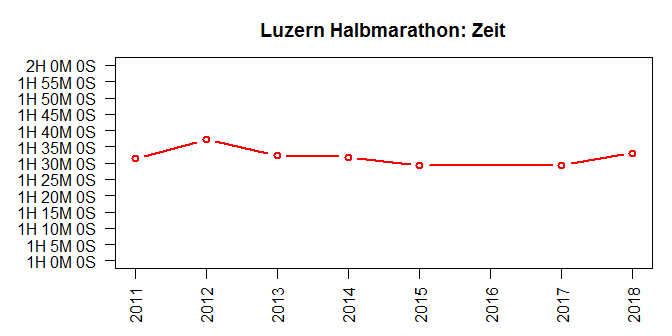 Luzern Halbmarathon: Zeit
2H 0M 0S
1H 55M 0S
1H 50M 0S
1H 45M 0S
1H 40M 0S
1H 35M 0S
1H 30M 0S
1H 25M 0S
1H 20M 0S
1H 15M 0S
1H 10M 0S
1H 5M 0S
1H 0M 0S
2011
2012
2013
2014
2015
2016
2017
2018